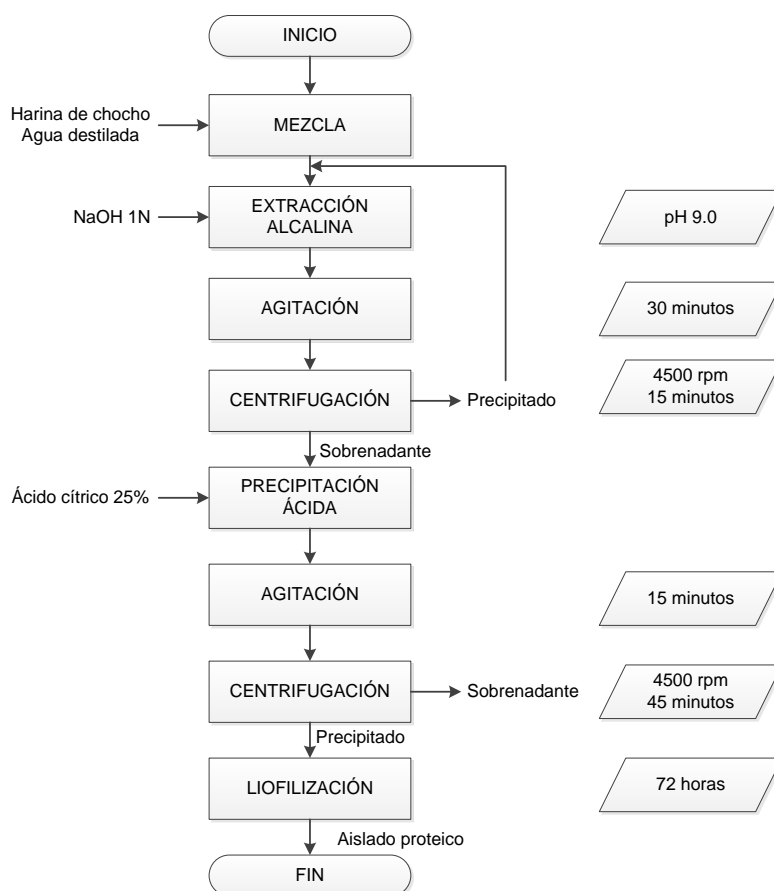 INICIO
Harina de chocho
Agua destilada
MEZCLA
NaOH 1N
EXTRACCIÓN
ALCALINA
pH 9.0
AGITACIÓN
30 minutos
CENTRIFUGACIÓN
Precipitado
4500 rpm
15 minutos
Sobrenadante
Ácido cítrico 25%
PRECIPITACIÓN
ÁCIDA
AGITACIÓN
15 minutos
CENTRIFUGACIÓN
Sobrenadante
4500 rpm
45 minutos
Precipitado
LIOFILIZACIÓN
72 horas
Aislado proteico
FIN